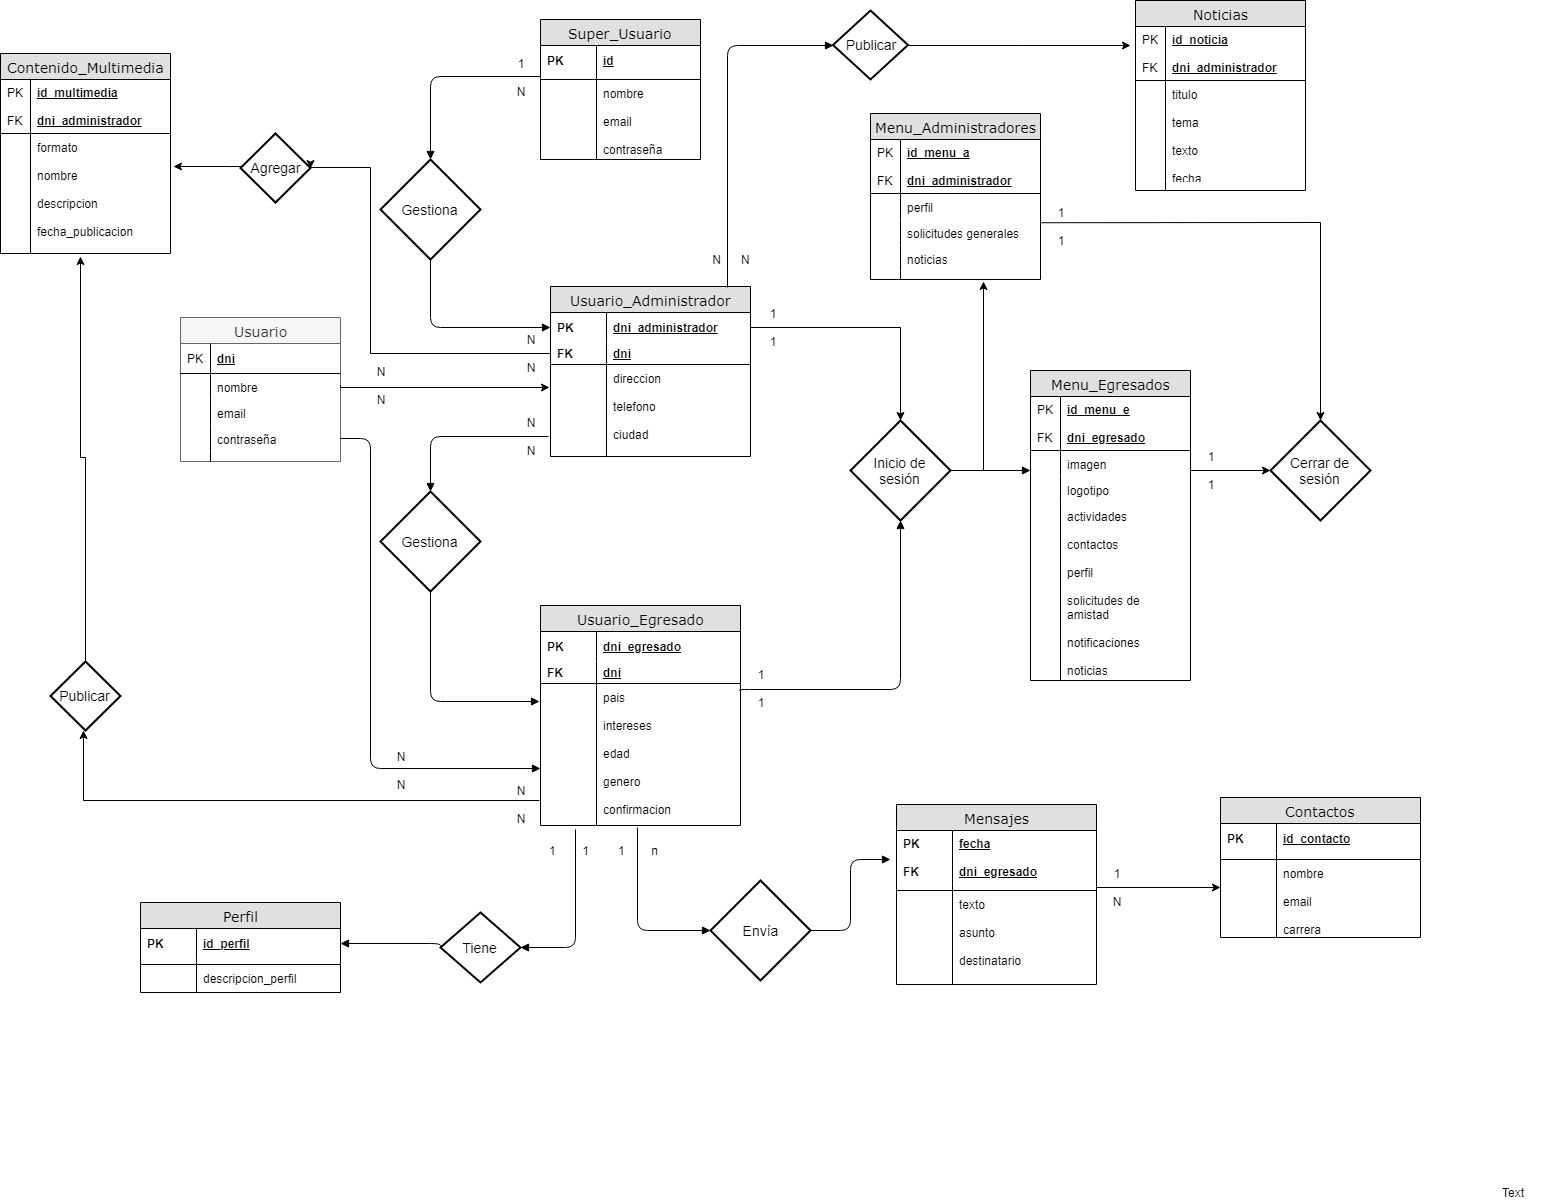 Noticias
PK id_noticia
FK dni_administrador
titulo
tema
texto
fecha
Publicar
Super_Usuario
PK id
nombre
email
contraseña
1
N
Contenido_Multimedia
PK id_multimedia
FK dni_administrador
formato
nombre
descripcion
fecha_publicacion
Agregar
Gestiona
Menu_Administradores
PK id_menu_a
FK dni_administrador
perfil
solicitudes generales
noticias
1
1
N N
Usuario_Administrador
PK dni_administrador
FK dni
direccion
telefono
ciudad
1
1
N
N
Usuario
PK dni
nombre
email
contraseña
N
N
N
N
Menu_Egresados
PK id_menu_e
FK dni_egresado
imagen
logotipo
actividades
contactos
perfil
solicitudes de
amistad
notificaciones
noticias
1
1
Inicio de
sesión
Cerrar de
sesión
Gestiona
Usuario_Egresado
PK dni_egresado
FK dni
pais
intereses
edad
genero
confirmacion
1
1
Publicar
N
N
N
N
1 1 1 n
Mensajes
PK fecha
FK dni_egresado
texto
asunto
destinatario
1
N
Contactos
PK id_contacto
nombre
email
carrera
Perfil
PK id_perfil
descripcion_perfil
Tiene
Envía
Text